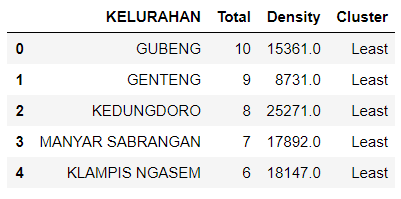 KELURAHAN Total Density Cluster
0 GUBENG 10 15361.0 Least
1 GENTENG 9 8731.0 Least
2 KEDUNGDORO 8 25271.0 Least
3 MANYAR SABRANGAN 7 17892.0 Least
4 KLAMPIS NGASEM 6 18147.0 Least